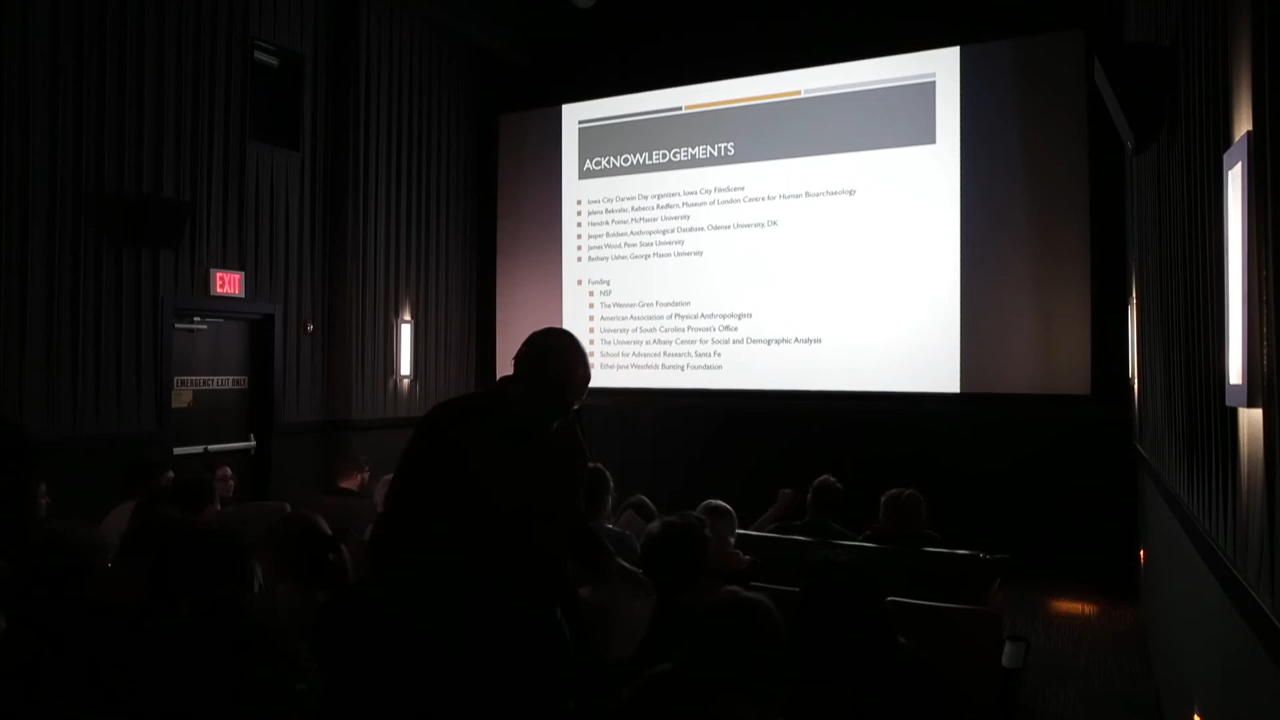 ACKNOWLEDGEMENTS
Iowa City Darwin Day organizers, Iowa City FilmScene
Jelena Bekvalac, Rebecca Redfern, Museum of London Centre for Human Bioarchaeology
Hendrik Poinar, McMaster University
Jesper Boldsen, Anthropological Database, Odense University, DK
James Wood, Penn State University
Bethany Usher, George Mason University
Funding
NSF
The Wenner-Gren Foundation
American Association of Physical Anthropologists
University of South Carolina Provost's Office
The University at Albany Center for Social and Demographic Analysis
School for Advanced Research, Santa Fe
Ethel-Jane Westfeldt Bunting Foundation
EXIT
EMERGENCY EXIT ONLY